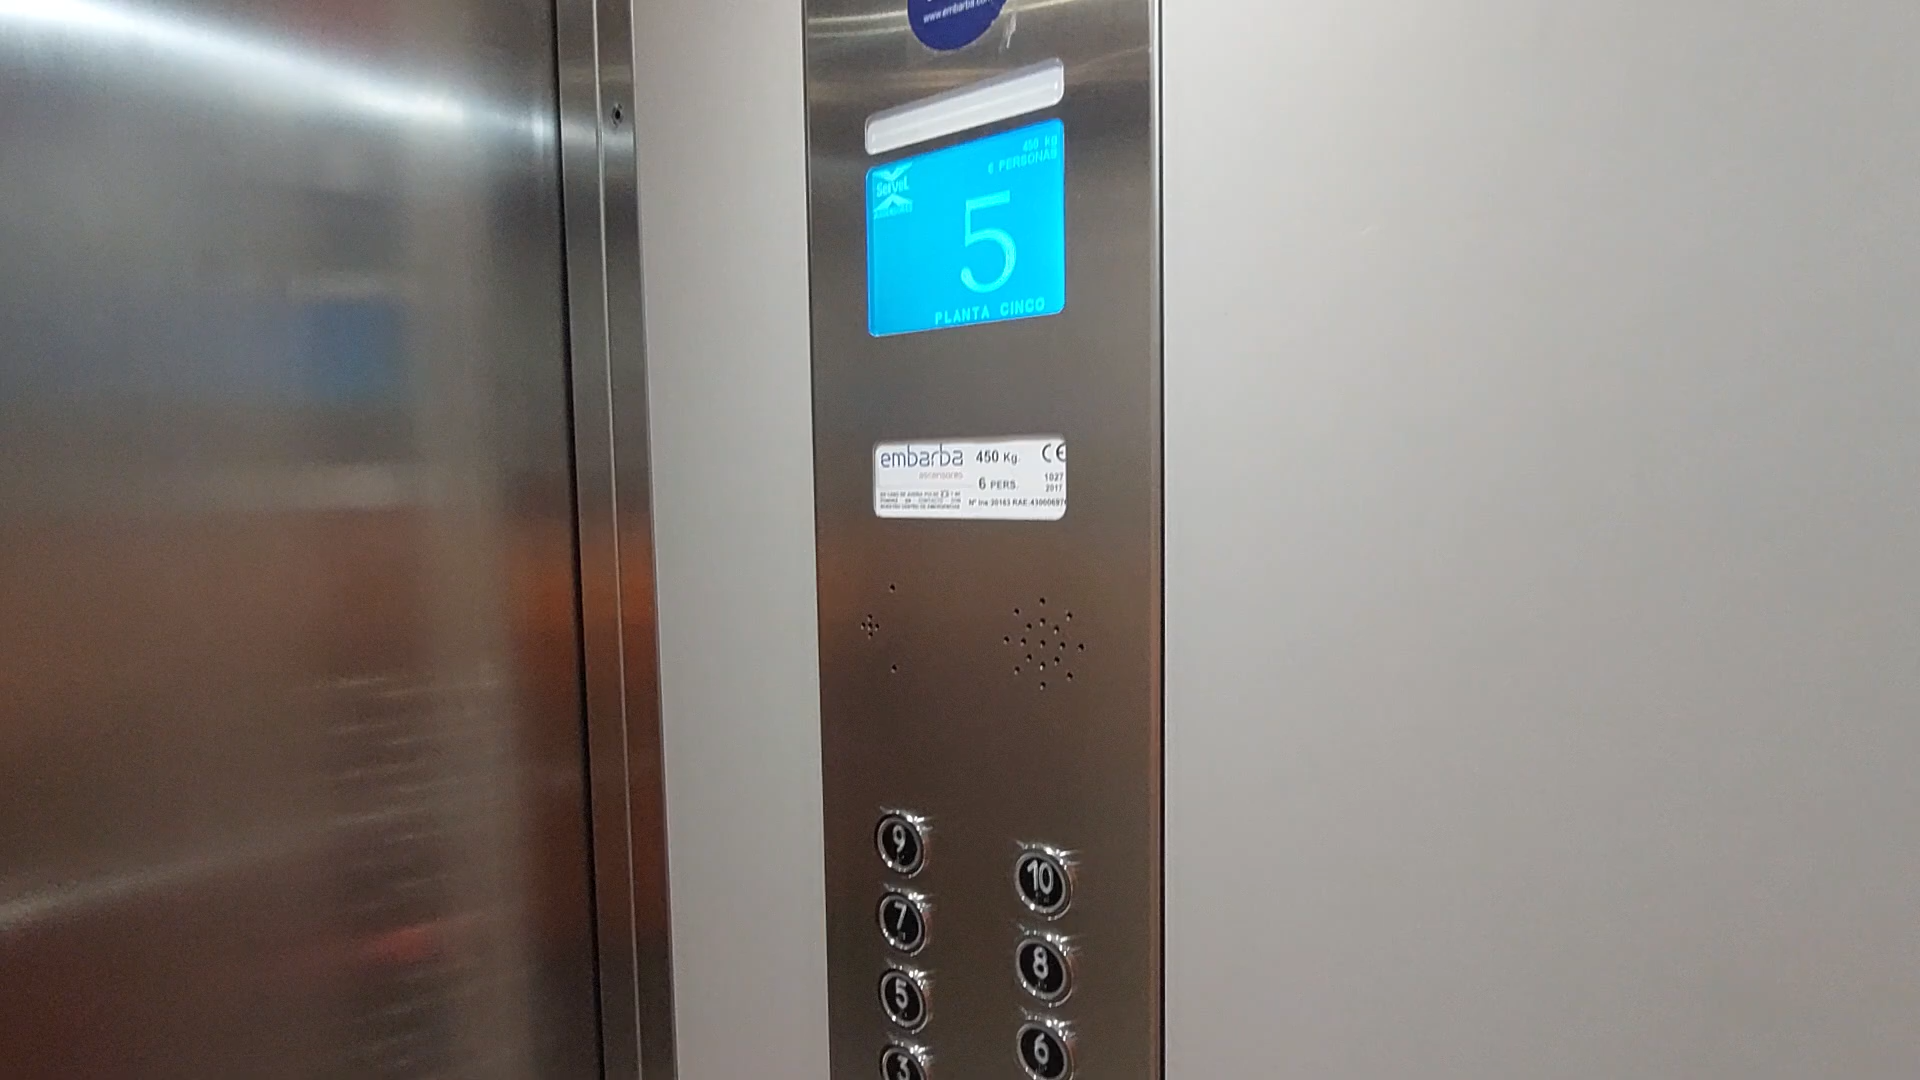 www.embarba.com
450 kg
6 PERSONAS
Servel
5
PLANTA CINCO
embarba
ascensores
450 Kg.
6 PERS.
CE
1027
2017
9
10
7
8
5
6
3